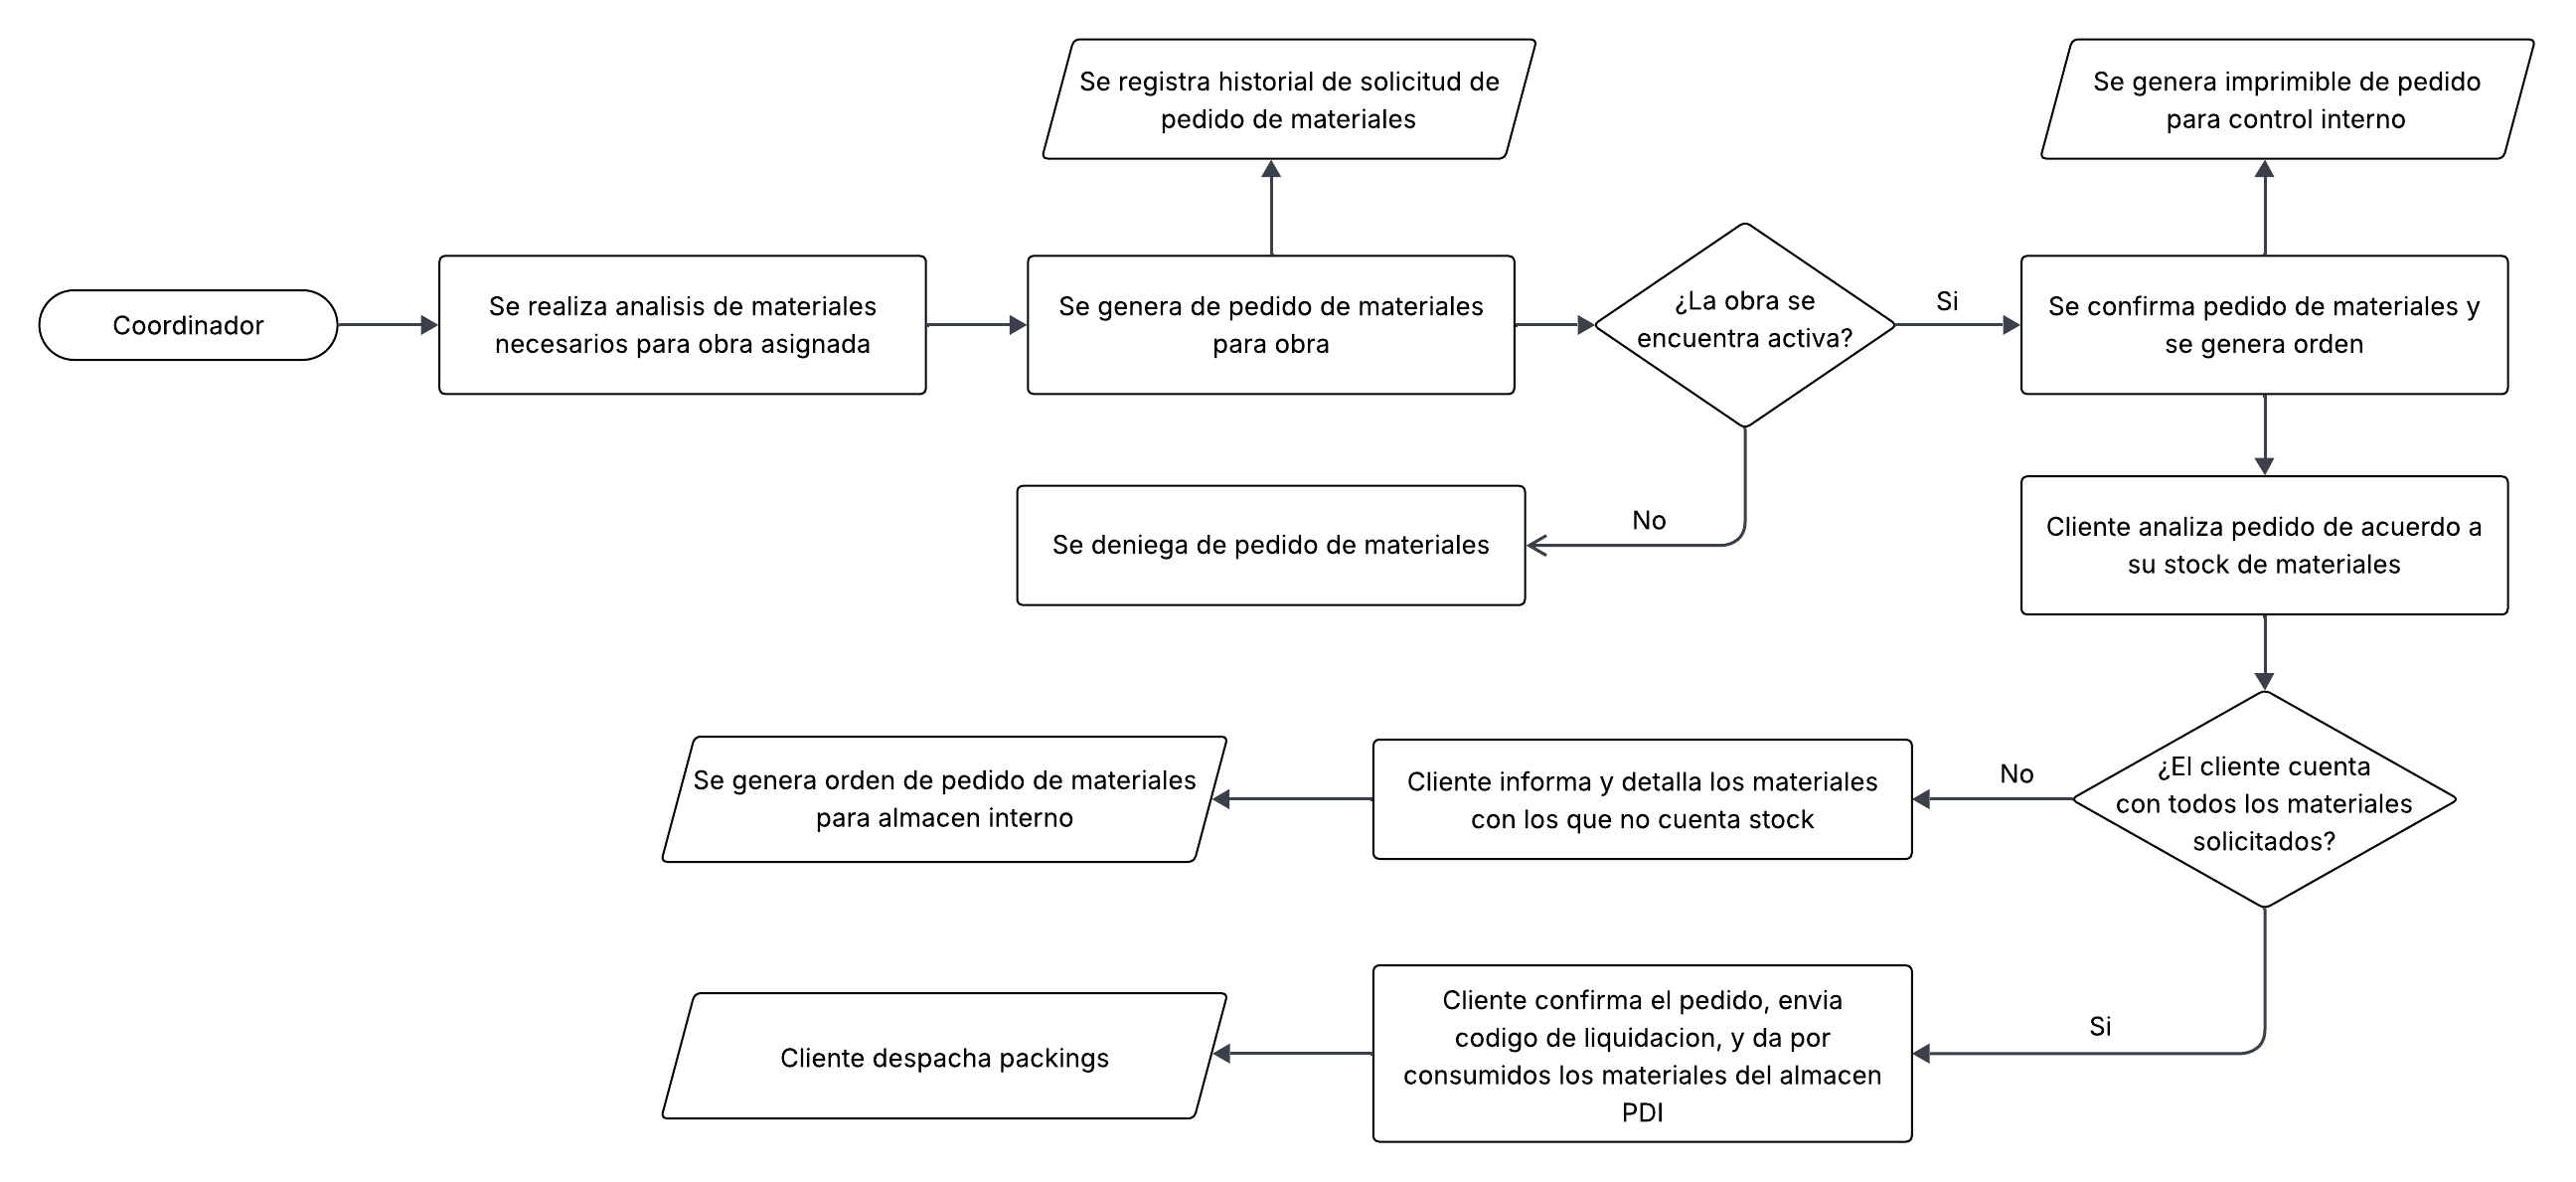 Se registra historial de solicitud de
pedido de materiales
Se genera imprimible de pedido
para control interno
Coordinador
Se realiza analisis de materiales
necesarios para obra asignada
Se genera de pedido de materiales
para obra
¿La obra se
encuentra activa?
Si
Se confirma pedido de materiales y
se genera orden
Se deniega de pedido de materiales
No
Cliente analiza pedido de acuerdo a
su stock de materiales
¿El cliente cuenta
con todos los materiales
solicitados?
No
Cliente informa y detalla los materiales
con los que no cuenta stock
Se genera orden de pedido de materiales
para almacen interno
Si
Cliente confirma el pedido, envia
codigo de liquidacion, y da por
consumidos los materiales del almacen
PDI
Cliente despacha packings